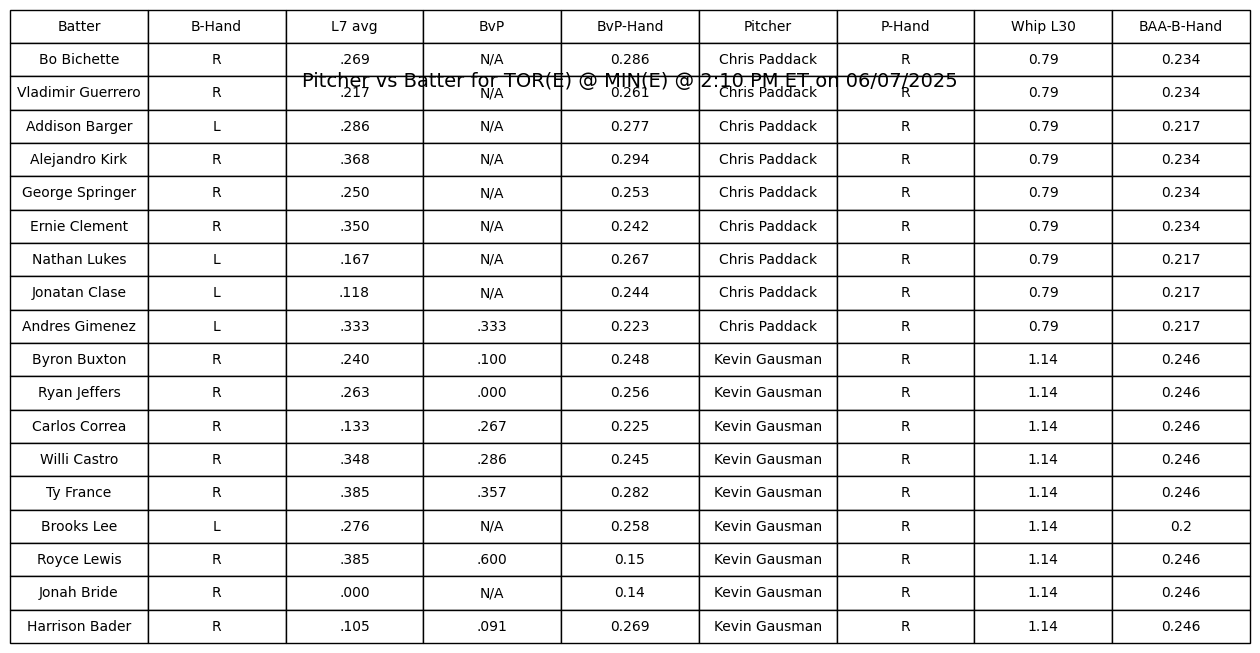 Batter B-Hand L7 avg BvP BvP-Hand Pitcher P-Hand Whip L30 BAA-B-Hand
Bo Bichette R .269 N/A 0.286 Chris Paddack R 0.79 0.234
Pitcher vs Batter for TOR(E) @ MIN(E) @ 2:10 PM ET on 06/07/2025
Vladimir Guerrero R .217 N/A 0.261 Chris Paddack R 0.79 0.234
Addison Barger L .286 N/A 0.277 Chris Paddack R 0.79 0.217
Alejandro Kirk R .368 N/A 0.294 Chris Paddack R 0.79 0.234
George Springer R .250 N/A 0.253 Chris Paddack R 0.79 0.234
Ernie Clement R .350 N/A 0.242 Chris Paddack R 0.79 0.234
Nathan Lukes L .167 N/A 0.267 Chris Paddack R 0.79 0.217
Jonatan Clase L .118 N/A 0.244 Chris Paddack R 0.79 0.217
Andres Gimenez L .333 .333 0.223 Chris Paddack R 0.79 0.217
Byron Buxton R .240 .100 0.248 Kevin Gausman R 1.14 0.246
Ryan Jeffers R .263 .000 0.256 Kevin Gausman R 1.14 0.246
Carlos Correa R .133 .267 0.225 Kevin Gausman R 1.14 0.246
Willi Castro R .348 .286 0.245 Kevin Gausman R 1.14 0.246
Ty France R .385 .357 0.282 Kevin Gausman R 1.14 0.246
Brooks Lee L .276 N/A 0.258 Kevin Gausman R 1.14 0.2
Royce Lewis R .385 .600 0.15 Kevin Gausman R 1.14 0.246
Jonah Bride R .000 N/A 0.14 Kevin Gausman R 1.14 0.246
Harrison Bader R .105 .091 0.269 Kevin Gausman R 1.14 0.246